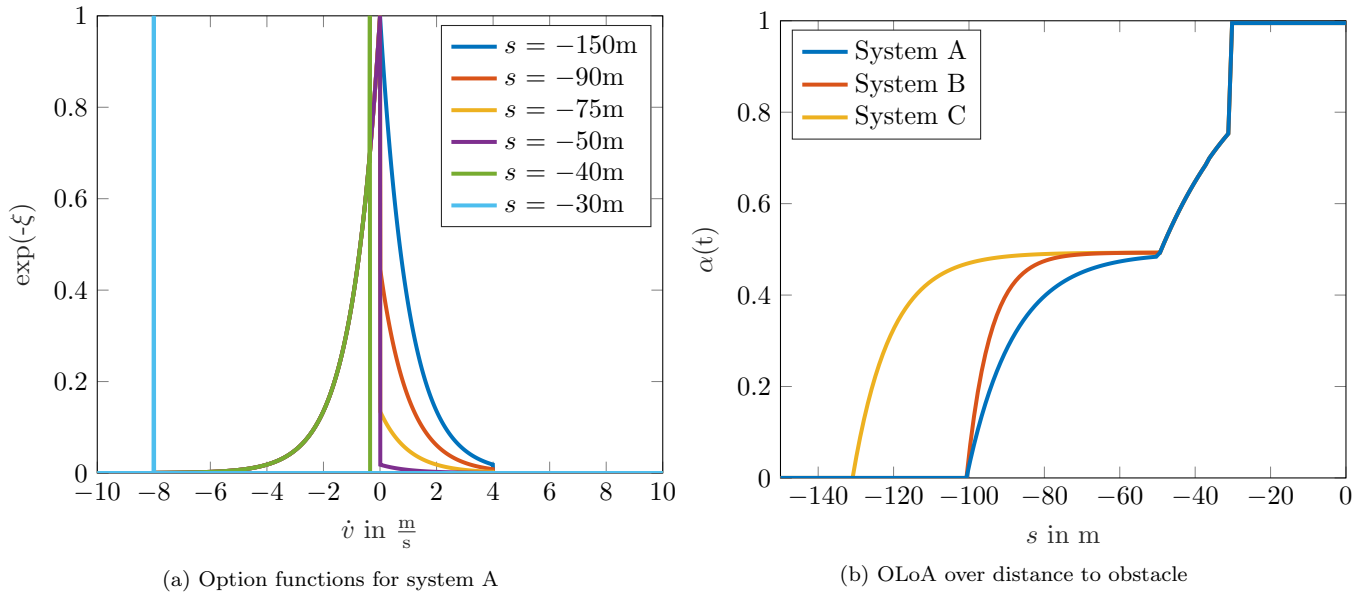 1
0.8
0.6
0.4
0.2
0
exp(-ξ)
−10 −8 −6 −4 −2 0 2 4 6 8 10
v̇ in m/s
s = −150m
s = −90m
s = −75m
s = −50m
s = −40m
s = −30m
(a) Option functions for system A
1
0.8
0.6
0.4
0.2
0
α(t)
−140 −120 −100 −80 −60 −40 −20 0
s in m
System A
System B
System C
(b) OLoA over distance to obstacle